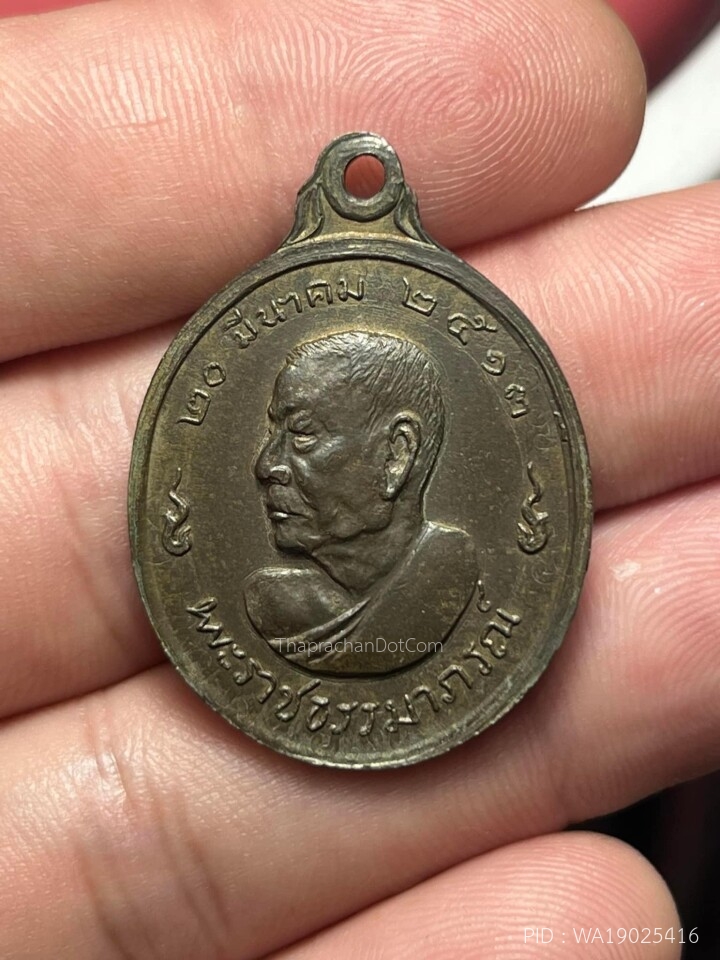 ๒๐ มีนาคม ๒๕๑๓
พระราชธรรมาภรณ์
ThaprachanDotCom
PID : WA19025416